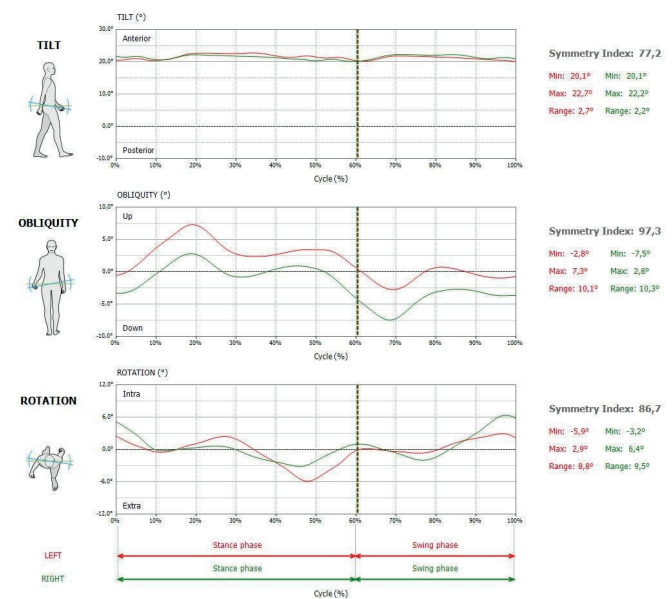 TILT (°)
TILT
30,0°
20,0°
10,0°
0,0°
-10,0°
Anterior
Posterior
0% 10% 20% 30% 40% 50% 60% 70% 80% 90% 100%
Cycle (%)
Symmetry Index: 77,2
Min: 20,1° Min: 20,1°
Max: 22,7° Max: 22,2°
Range: 2,7° Range: 2,2°
OBLIQUITY (°)
OBLIQUITY
10,0°
5,0°
0,0°
-5,0°
-10,0°
Up
Down
0% 10% 20% 30% 40% 50% 60% 70% 80% 90% 100%
Cycle (%)
Symmetry Index: 97,3
Min: -2,8° Min: -7,5°
Max: 7,3° Max: 2,8°
Range: 10,1° Range: 10,3°
ROTATION (°)
ROTATION
12,0°
6,0°
0,0°
-6,0°
-12,0°
Intra
Extra
0% 10% 20% 30% 40% 50% 60% 70% 80% 90% 100%
Symmetry Index: 86,7
Min: -5,9° Min: -3,2°
Max: 2,9° Max: 6,4°
Range: 8,8° Range: 9,5°
LEFT Stance phase Swing phase
RIGHT Stance phase Swing phase
Cycle (%)